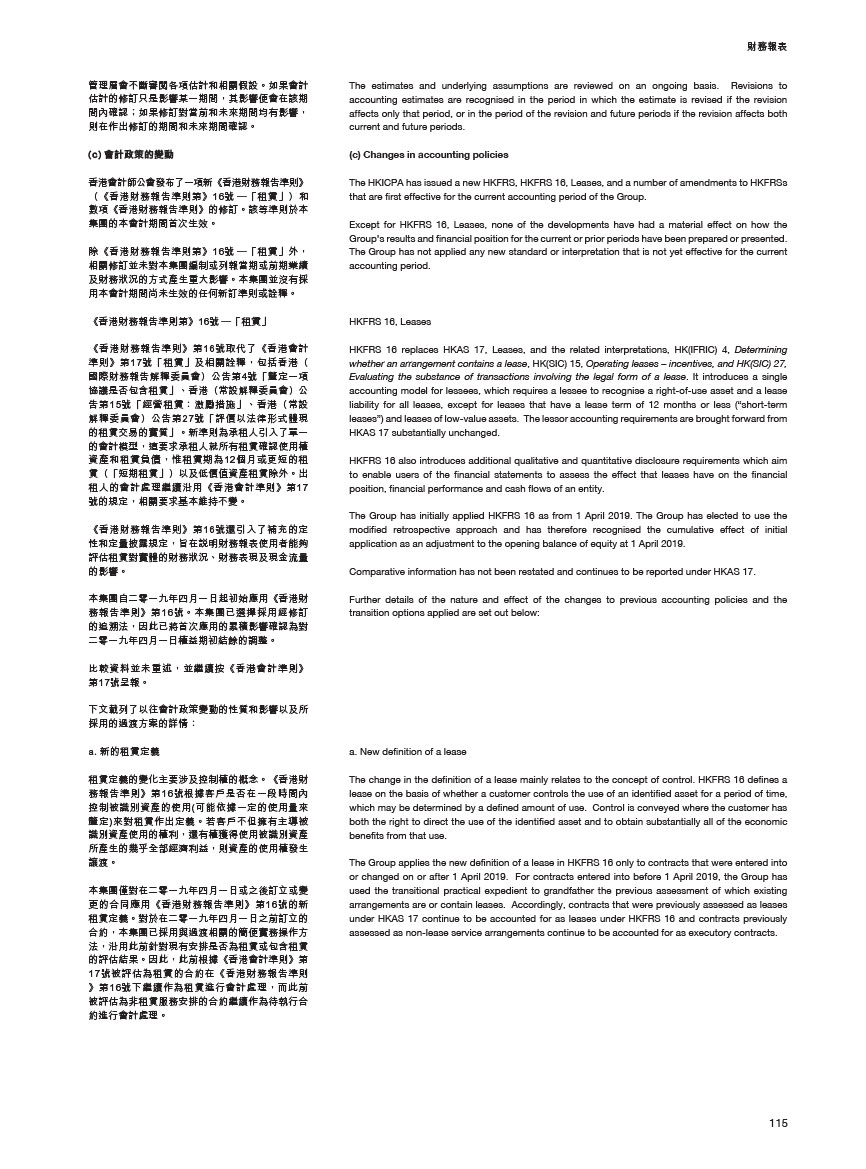 財務報表
管理層會不斷審閱各項估計和相關假設。如果會計
估計的修訂只是影響某一期間，其影響便會在該期
間內確認；如果修訂對當前和未來期間均有影響，
則在作出修訂的期間和未來期間確認。
(c) 會計政策的變動
香港會計師公會發布了一項新《香港財務報告準則》
（《香港財務報告準則第》16號 —「租賃」）和
數項《香港財務報告準則》的修訂。該等準則於本
集團的本會計期間首次生效。
除《香港財務報告準則第》16號 —「租賃」外，
相關修訂並未對本集團編制或列報當期或前期業績
及財務狀況的方式產生重大影響。本集團並沒有採
用本會計期間尚未生效的任何新訂準則或詮釋。
《香港財務報告準則第》16號 —「租賃」
《香港財務報告準則》第16號取代了《香港會計
準則》第17號「租賃」及相關詮釋，包括香港（
國際財務報告解釋委員會）公告第4號「釐定一項
協議是否包含租賃」、香港（常設解釋委員會）公
告第15號「經營租賃：激勵措施」、香港（常設
解釋委員會）公告第27號「評價以法律形式體現
的租賃交易的實質」。新準則為承租人引入了單一
的會計模型，這要求承租人就所有租賃確認使用權
資產和租賃負債，惟租賃期為12個月或更短的租
賃（「短期租賃」）以及低價值資產租賃除外。出
租人的會計處理繼續沿用《香港會計準則》第17
號的規定，相關要求基本維持不變。
《香港財務報告準則》第16號還引入了補充的定
性和定量披露規定，旨在説明財務報表使用者能夠
評估租賃對實體的財務狀況、財務表現及現金流量
的影響。
本集團自二零一九年四月一日起初始應用《香港財
務報告準則》第16號。本集團已選擇採用經修訂
的追溯法，因此已將首次應用的累積影響確認為對
二零一九年四月一日權益期初結餘的調整。
比較資料並未重述，並繼續按《香港會計準則》
第17號呈報。
下文載列了以往會計政策變動的性質和影響以及所
採用的過渡方案的詳情：
a. 新的租賃定義
租賃定義的變化主要涉及控制權的概念。《香港財
務報告準則》第16號根據客戶是否在一段時間內
控制被識別資產的使用(可能依據一定的使用量來
釐定)來對租賃作出定義。若客戶不但擁有主導被
識別資產使用的權利，還有權獲得使用被識別資產
所產生的幾乎全部經濟利益，則資產的使用權發生
讓渡。
本集團僅對在二零一九年四月一日或之後訂立或變
更的合同應用《香港財務報告準則》第16號的新
租賃定義。對於在二零一九年四月一日之前訂立的
合約，本集團已採用與過渡相關的簡便實務操作方
法，沿用此前針對現有安排是否為租賃或包含租賃
的評估結果。因此，此前根據《香港會計準則》第
17號被評估為租賃的合約在《香港財務報告準則
》第16號下繼續作為租賃進行會計處理，而此前
被評估為非租賃服務安排的合約繼續作為待執行合
約進行會計處理。
The estimates and underlying assumptions are reviewed on an ongoing basis. Revisions to
accounting estimates are recognised in the period in which the estimate is revised if the revision
affects only that period, or in the period of the revision and future periods if the revision affects both
current and future periods.
(c) Changes in accounting policies
The HKICPA has issued a new HKFRS, HKFRS 16, Leases, and a number of amendments to HKFRSs
that are first effective for the current accounting period of the Group.
Except for HKFRS 16, Leases, none of the developments have had a material effect on how the
Group's results and financial position for the current or prior periods have been prepared or presented.
The Group has not applied any new standard or interpretation that is not yet effective for the current
accounting period.
HKFRS 16, Leases
HKFRS 16 replaces HKAS 17, Leases, and the related interpretations, HK(IFRIC) 4, Determining
whether an arrangement contains a lease, HK(SIC) 15, Operating leases – incentives, and HK(SIC) 27,
Evaluating the substance of transactions involving the legal form of a lease. It introduces a single
accounting model for lessees, which requires a lessee to recognise a right-of-use asset and a lease
liability for all leases, except for leases that have a lease term of 12 months or less (“short-term
leases”) and leases of low-value assets. The lessor accounting requirements are brought forward from
HKAS 17 substantially unchanged.
HKFRS 16 also introduces additional qualitative and quantitative disclosure requirements which aim
to enable users of the financial statements to assess the effect that leases have on the financial
position, financial performance and cash flows of an entity.
The Group has initially applied HKFRS 16 as from 1 April 2019. The Group has elected to use the
modified retrospective approach and has therefore recognised the cumulative effect of initial
application as an adjustment to the opening balance of equity at 1 April 2019.
Comparative information has not been restated and continues to be reported under HKAS 17.
Further details of the nature and effect of the changes to previous accounting policies and the
transition options applied are set out below:
a. New definition of a lease
The change in the definition of a lease mainly relates to the concept of control. HKFRS 16 defines a
lease on the basis of whether a customer controls the use of an identified asset for a period of time,
which may be determined by a defined amount of use. Control is conveyed where the customer has
both the right to direct the use of the identified asset and to obtain substantially all of the economic
benefits from that use.
The Group applies the new definition of a lease in HKFRS 16 only to contracts that were entered into
or changed on or after 1 April 2019. For contracts entered into before 1 April 2019, the Group has
used the transitional practical expedient to grandfather the previous assessment of which existing
arrangements are or contain leases. Accordingly, contracts that were previously assessed as leases
under HKAS 17 continue to be accounted for as leases under HKFRS 16 and contracts previously
assessed as non-lease service arrangements continue to be accounted for as executory contracts.
115